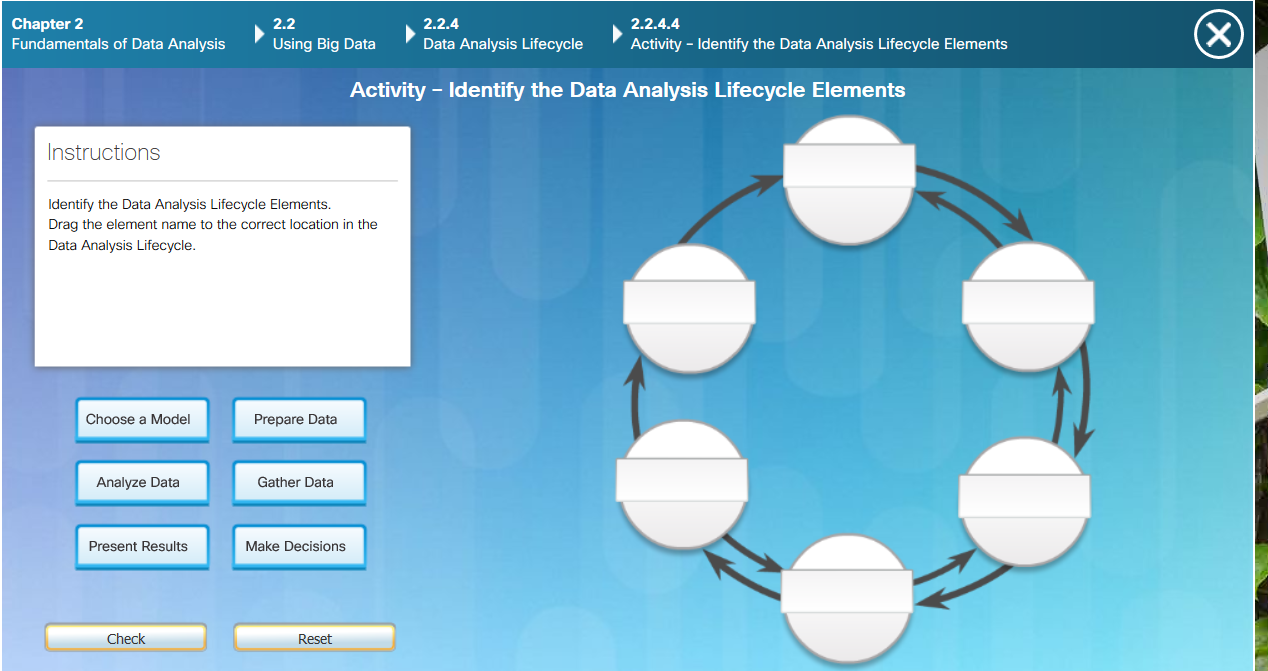 Chapter 2
Fundamentals of Data Analysis
2.2
Using Big Data
2.2.4
Data Analysis Lifecycle
2.2.4.4
Activity – Identify the Data Analysis Lifecycle Elements
Activity – Identify the Data Analysis Lifecycle Elements
Instructions
Identify the Data Analysis Lifecycle Elements.
Drag the element name to the correct location in the
Data Analysis Lifecycle.
Choose a Model
Prepare Data
Analyze Data
Gather Data
Present Results
Make Decisions
Check
Reset